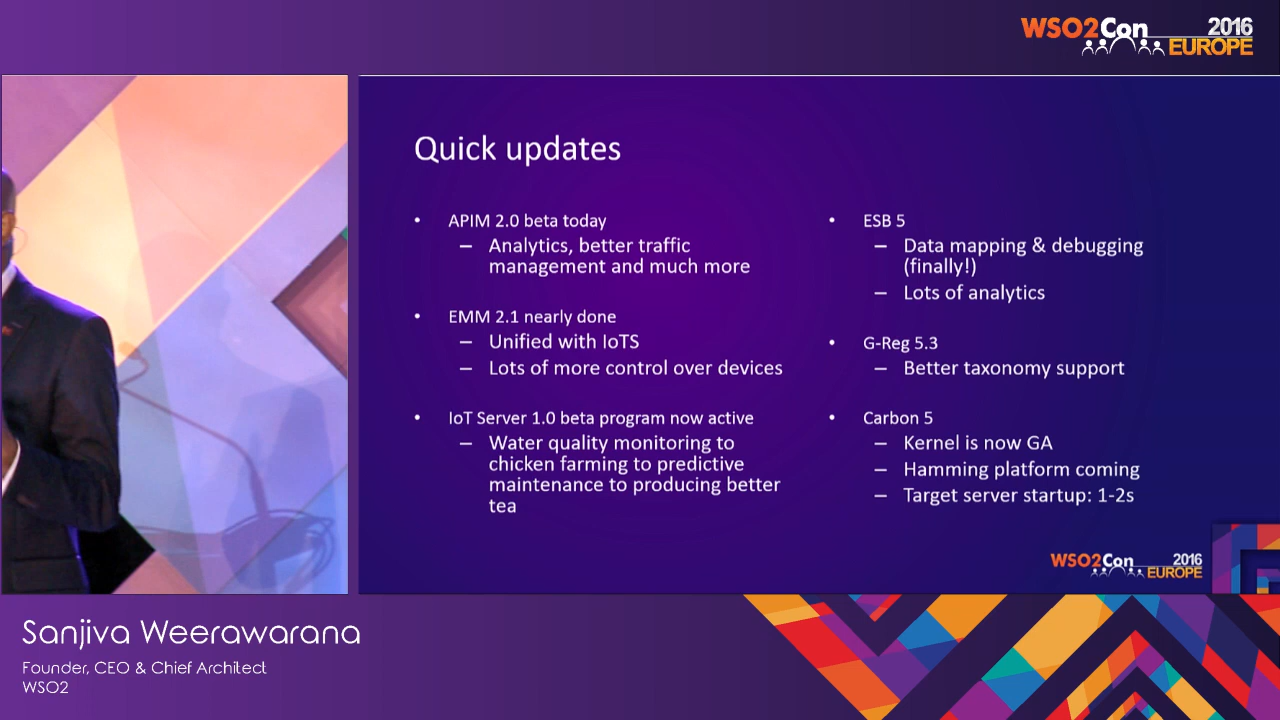 WSO2Con 2016
EUROPE
Quick updates
• APIM 2.0 beta today
– Analytics, better traffic
management and much more
• EMM 2.1 nearly done
– Unified with IoTS
– Lots of more control over devices
• IoT Server 1.0 beta program now active
– Water quality monitoring to
chicken farming to predictive
maintenance to producing better
tea
• ESB 5
– Data mapping & debugging
(finally!)
– Lots of analytics
• G-Reg 5.3
– Better taxonomy support
• Carbon 5
– Kernel is now GA
– Hamming platform coming
– Target server startup: 1-2s
WSO2Con 2016
EUROPE
Sanjiva Weerawarana
Founder, CEO & Chief Architect
WSO2